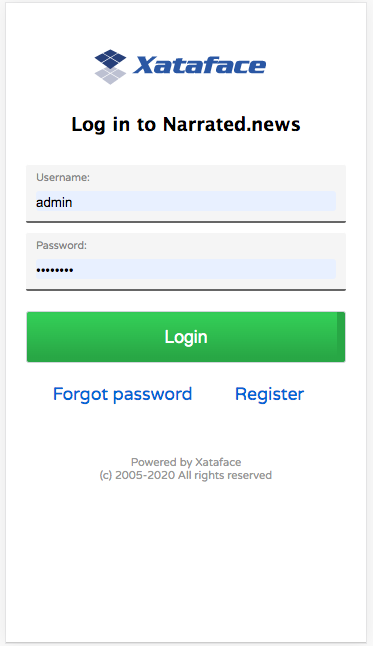 Xataface
Log in to Narrated.news
Username:
admin
Password:
••••••••
Login
Forgot password Register
Powered by Xataface
(c) 2005-2020 All rights reserved